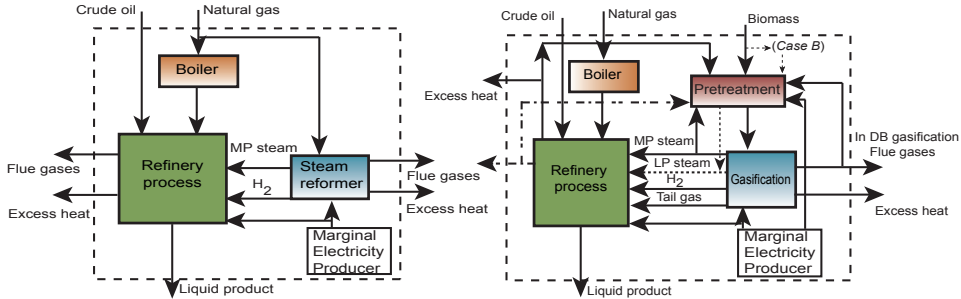 Crude oil
Natural gas
Boiler
Refinery
process
MP steam
H2
Steam
reformer
Flue gases
Excess heat
Flue gases
Excess heat
Marginal
Electricity
Producer
Liquid product
Crude oil
Natural gas
Biomass
(Case B)
Boiler
Pretreatment
Excess heat
Refinery
process
MP steam
LP steam
H2
Tail gas
Gasification
In DB gasification
Flue gases
Excess heat
Marginal
Electricity
Producer
Liquid product